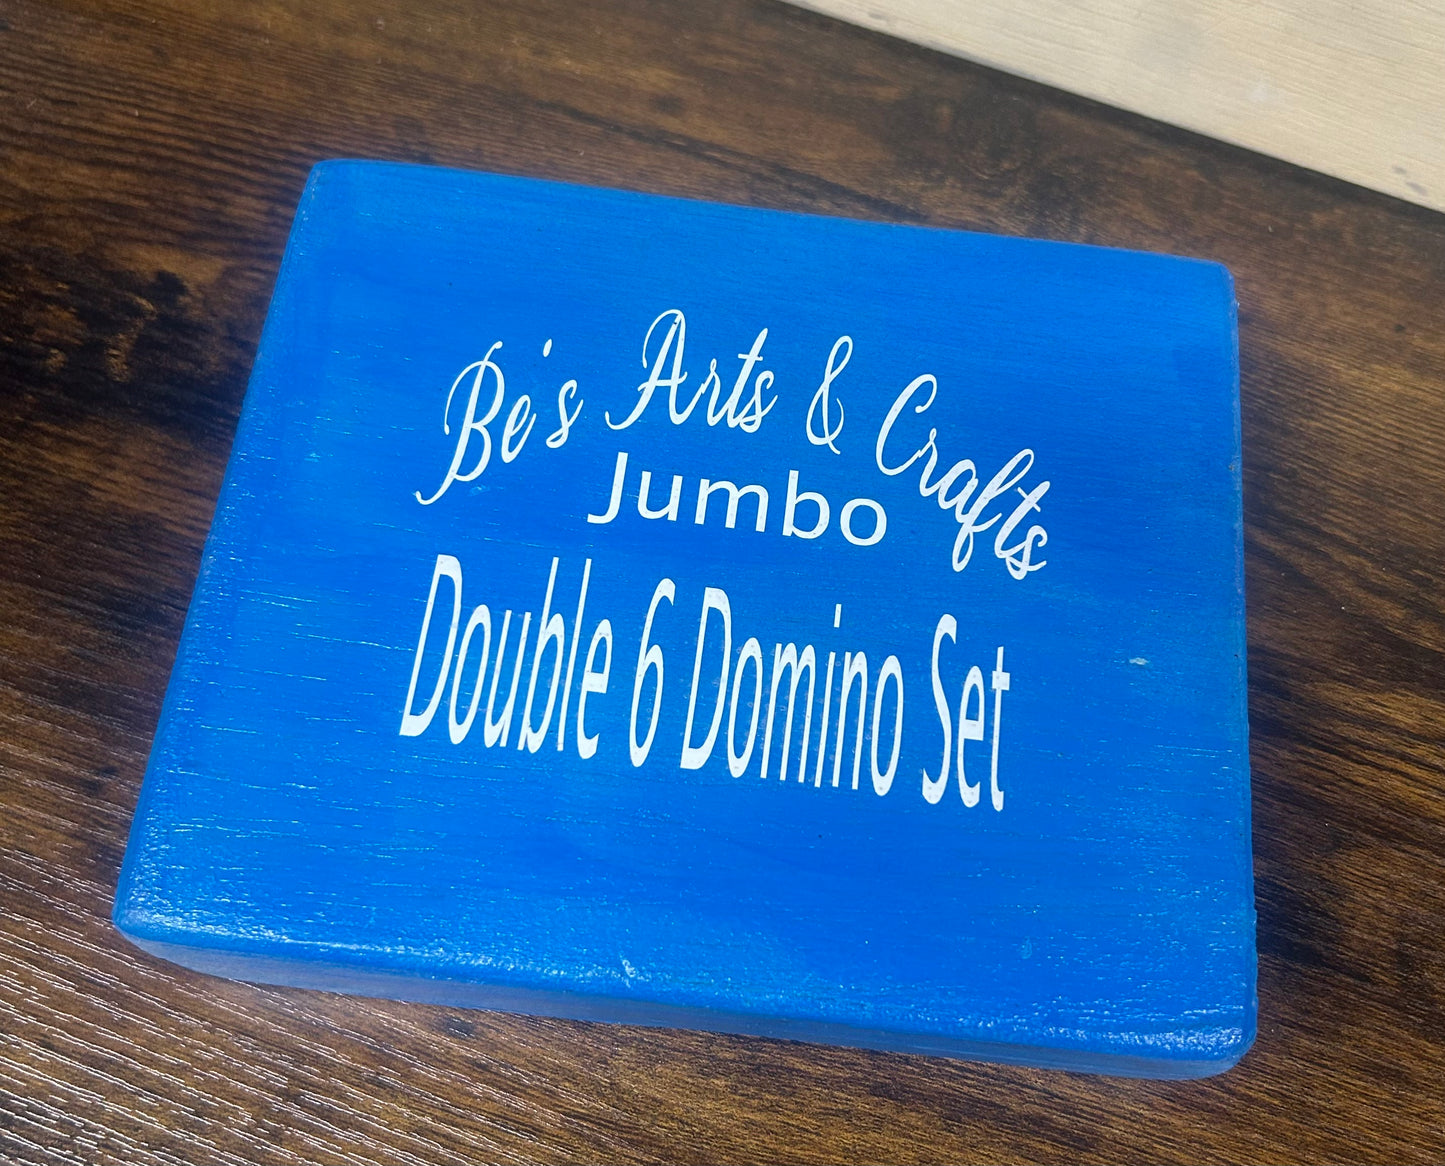 Be's Arts & Crafts
Jumbo
Double 6 Domino Set